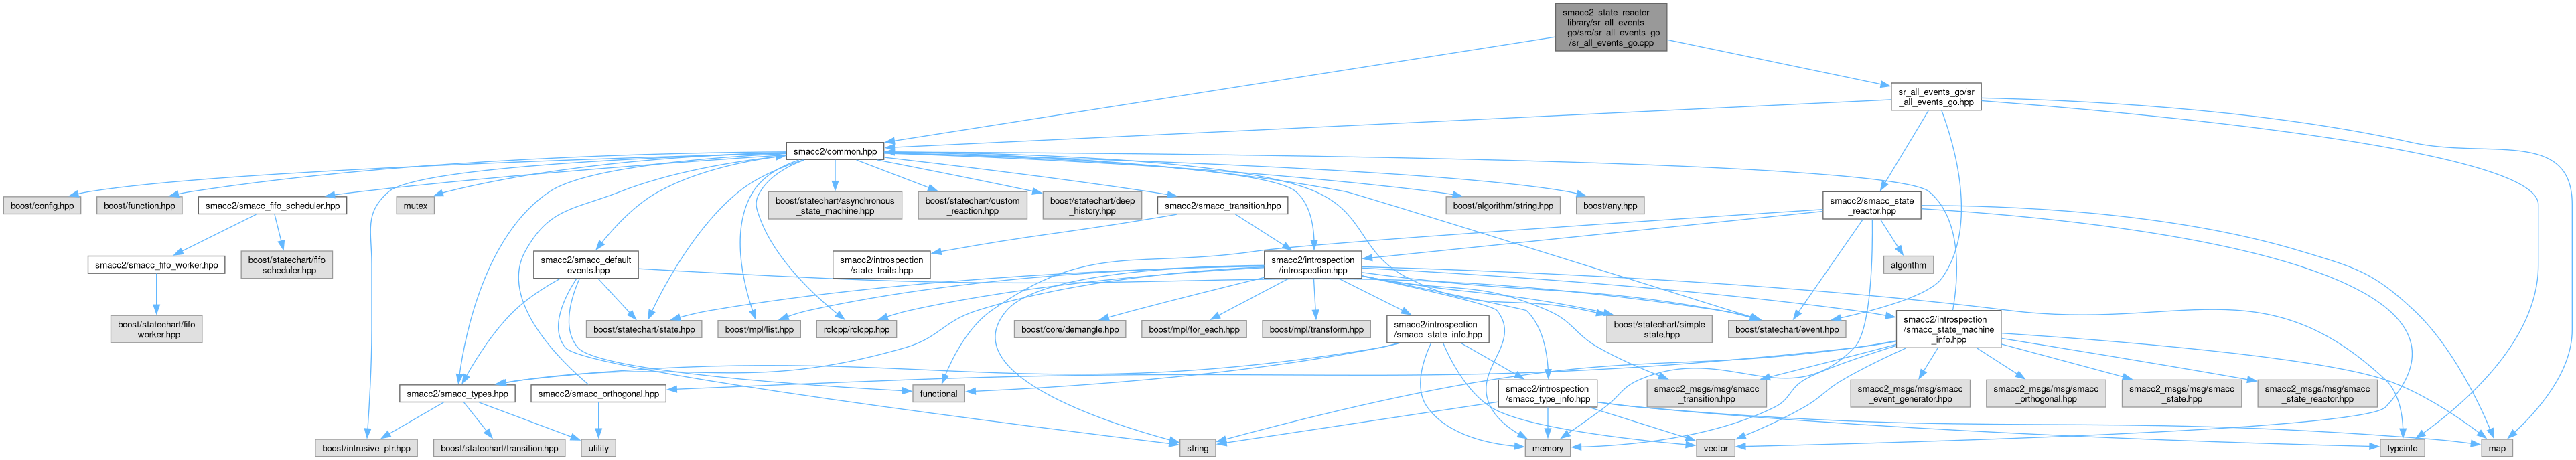 smacc2_state_reactor
_library/sr_all_events
_go/src/sr_all_events_go
/sr_all_events_go.cpp
sr_all_events_go/sr
_all_events_go.hpp
smacc2/common.hpp
boost/config.hpp
boost/function.hpp
smacc2/smacc_fifo_scheduler.hpp
mutex
boost/statechart/asynchronous
_state_machine.hpp
boost/statechart/custom
_reaction.hpp
boost/statechart/deep
_history.hpp
smacc2/smacc_transition.hpp
boost/algorithm/string.hpp
boost/any.hpp
smacc2/smacc_state
_reactor.hpp
smacc2/smacc_fifo_worker.hpp
boost/statechart/fifo
_scheduler.hpp
smacc2/smacc_default
_events.hpp
smacc2/introspection
/state_traits.hpp
smacc2/introspection
/introspection.hpp
algorithm
boost/statechart/fifo
_worker.hpp
boost/statechart/state.hpp
boost/mpl/list.hpp
rclcpp/rclcpp.hpp
boost/core/demangle.hpp
boost/mpl/for_each.hpp
boost/mpl/transform.hpp
smacc2/introspection
/smacc_state_info.hpp
boost/statechart/simple
_state.hpp
boost/statechart/event.hpp
smacc2/introspection
/smacc_state_machine
_info.hpp
smacc2/smacc_types.hpp
smacc2/smacc_orthogonal.hpp
functional
smacc2/introspection
/smacc_type_info.hpp
smacc2_msgs/msg/smacc
_transition.hpp
smacc2_msgs/msg/smacc
_event_generator.hpp
smacc2_msgs/msg/smacc
_orthogonal.hpp
smacc2_msgs/msg/smacc
_state.hpp
smacc2_msgs/msg/smacc
_state_reactor.hpp
boost/intrusive_ptr.hpp
boost/statechart/transition.hpp
utility
string
memory
vector
typeinfo
map